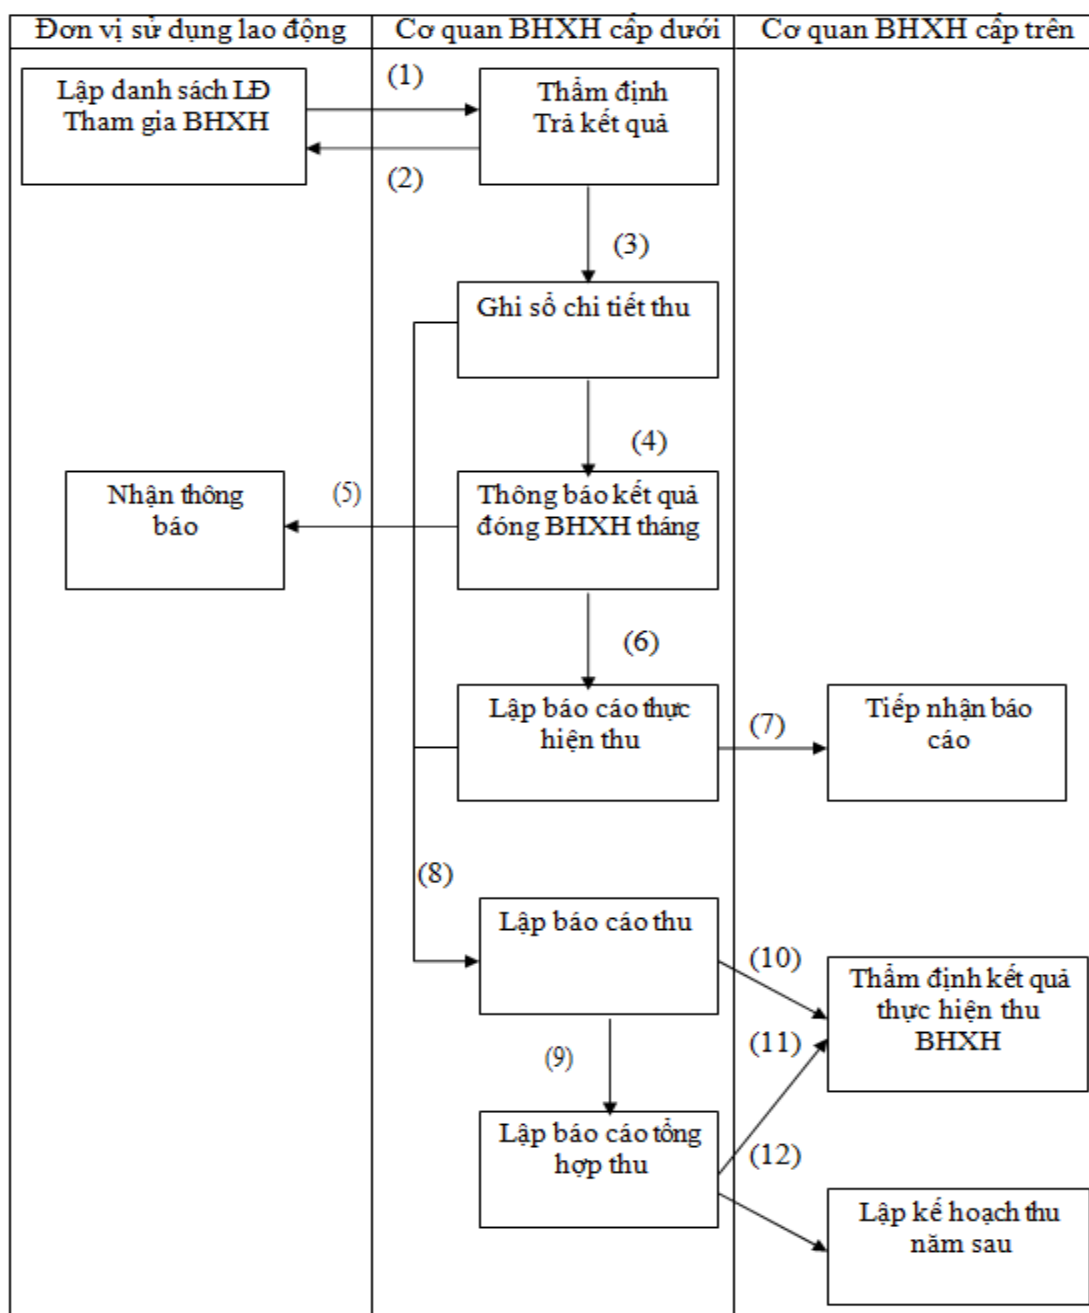 Đơn vị sử dụng lao động
Cơ quan BHXH cấp dưới
Cơ quan BHXH cấp trên
Lập danh sách LĐ
Tham gia BHXH
(1)
(2)
Thẩm định
Trả kết quả
(3)
Ghi sổ chi tiết thu
(4)
Nhận thông
báo
(5)
Thông báo kết quả
đóng BHXH tháng
(6)
Lập báo cáo thực
hiện thu
(7)
Tiếp nhận báo
cáo
(8)
Lập báo cáo thu
(10)
Thẩm định kết quả
thực hiện thu
BHXH
(11)
(9)
Lập báo cáo tổng
hợp thu
(12)
Lập kế hoạch thu
năm sau